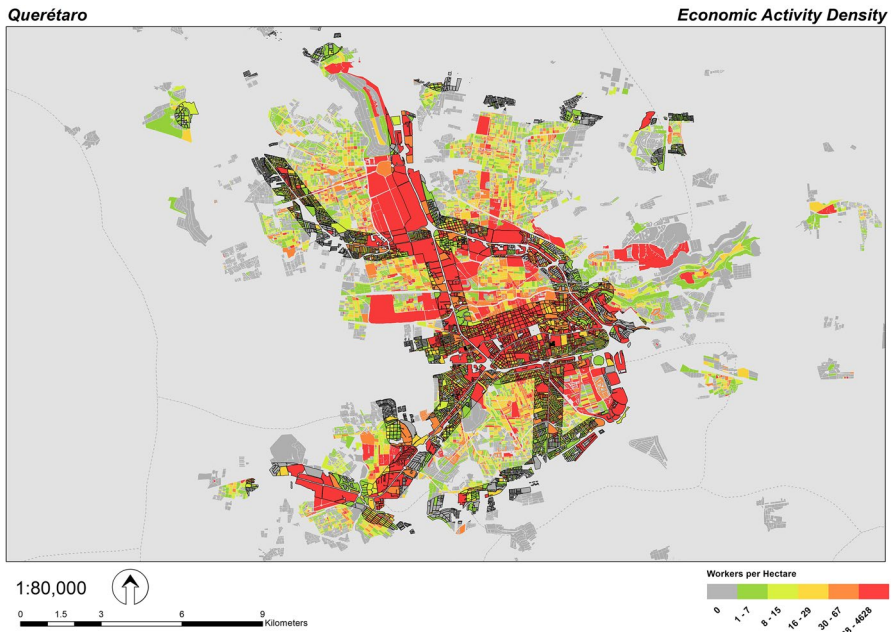 Querétaro
Economic Activity Density
1:80,000
0 1.5 3 6 9
Kilometers
Workers per Hectare
0
1 - 7
8 - 15
16 - 29
30 - 67